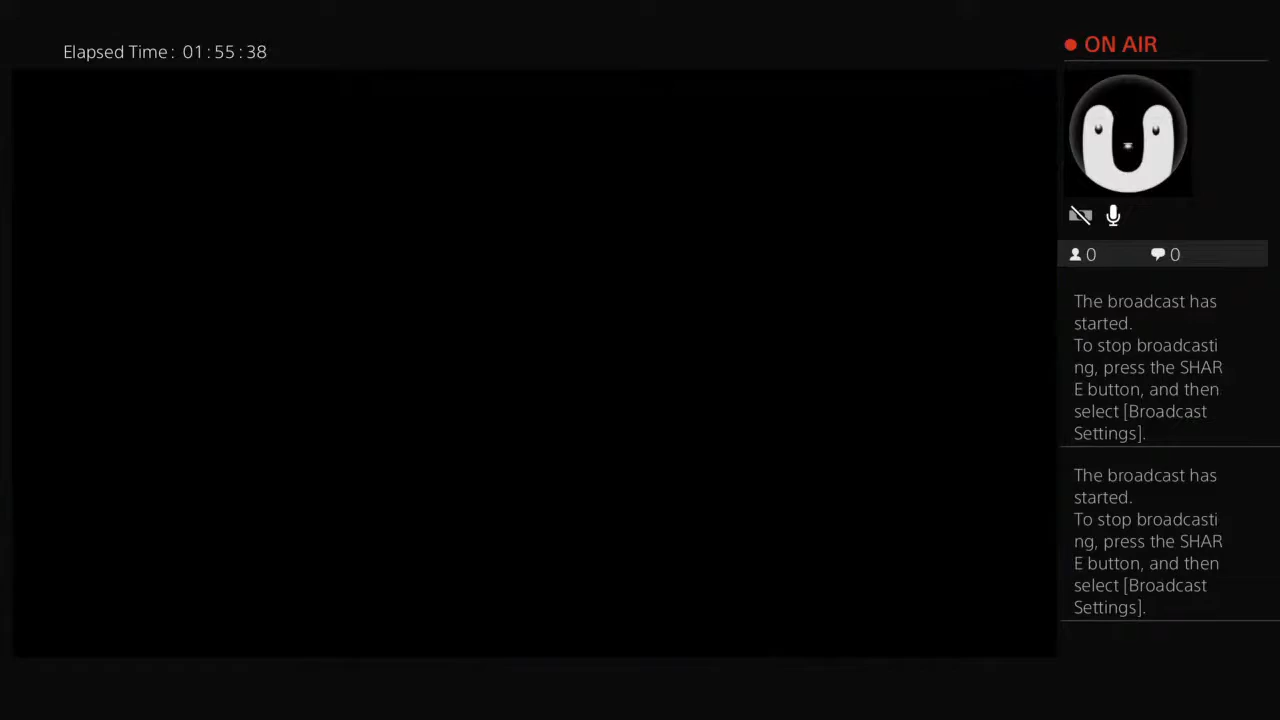 Elapsed Time: 01:55:38
ON AIR
0 0
The broadcast has
started.
To stop broadcasti
ng, press the SHAR
E button, and then
select [Broadcast
Settings].
The broadcast has
started.
To stop broadcasti
ng, press the SHAR
E button, and then
select [Broadcast
Settings].